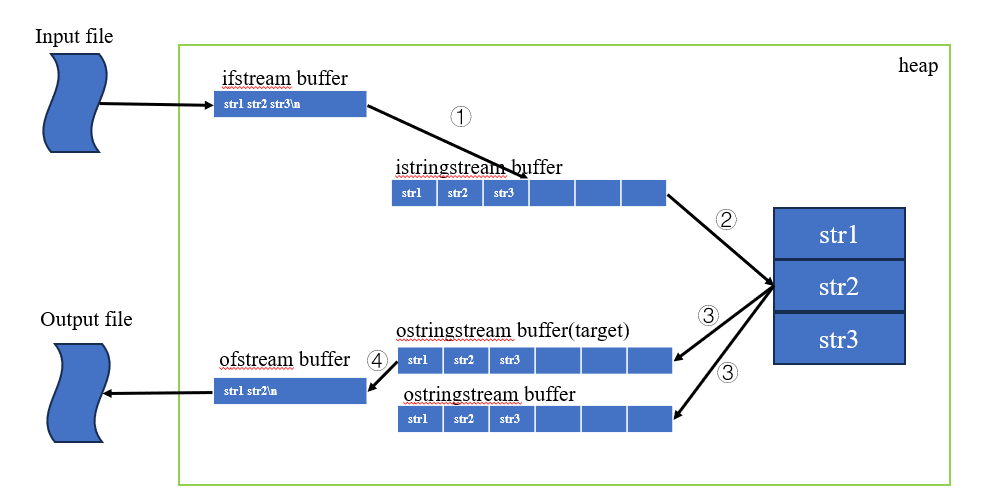 Input file
heap
ifstream buffer
str1 str2 str3\n
①
istringstream buffer
str1 str2 str3
②
str1
str2
str3
Output file
③
ostringstream buffer(target)
str1 str2 str3
④
ofstream buffer
str1 str2\n
③
ostringstream buffer
str1 str2 str3